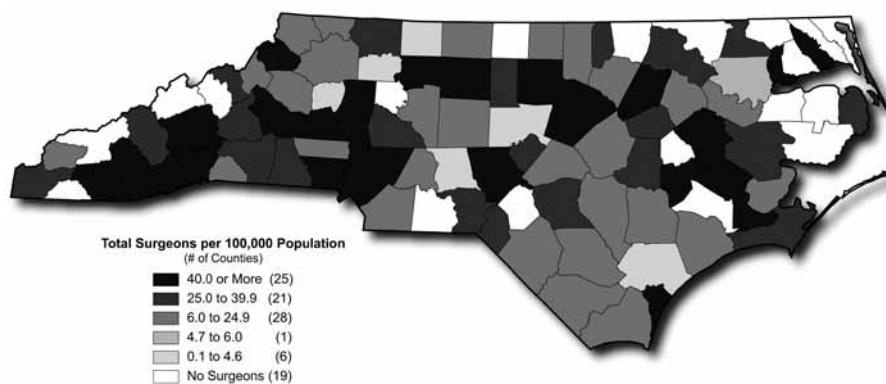 Total Surgeons per 100,000 Population
(# of Counties)
40.0 or More (25)
25.0 to 39.9 (21)
6.0 to 24.9 (28)
4.7 to 6.0 (1)
0.1 to 4.6 (6)
No Surgeons (19)